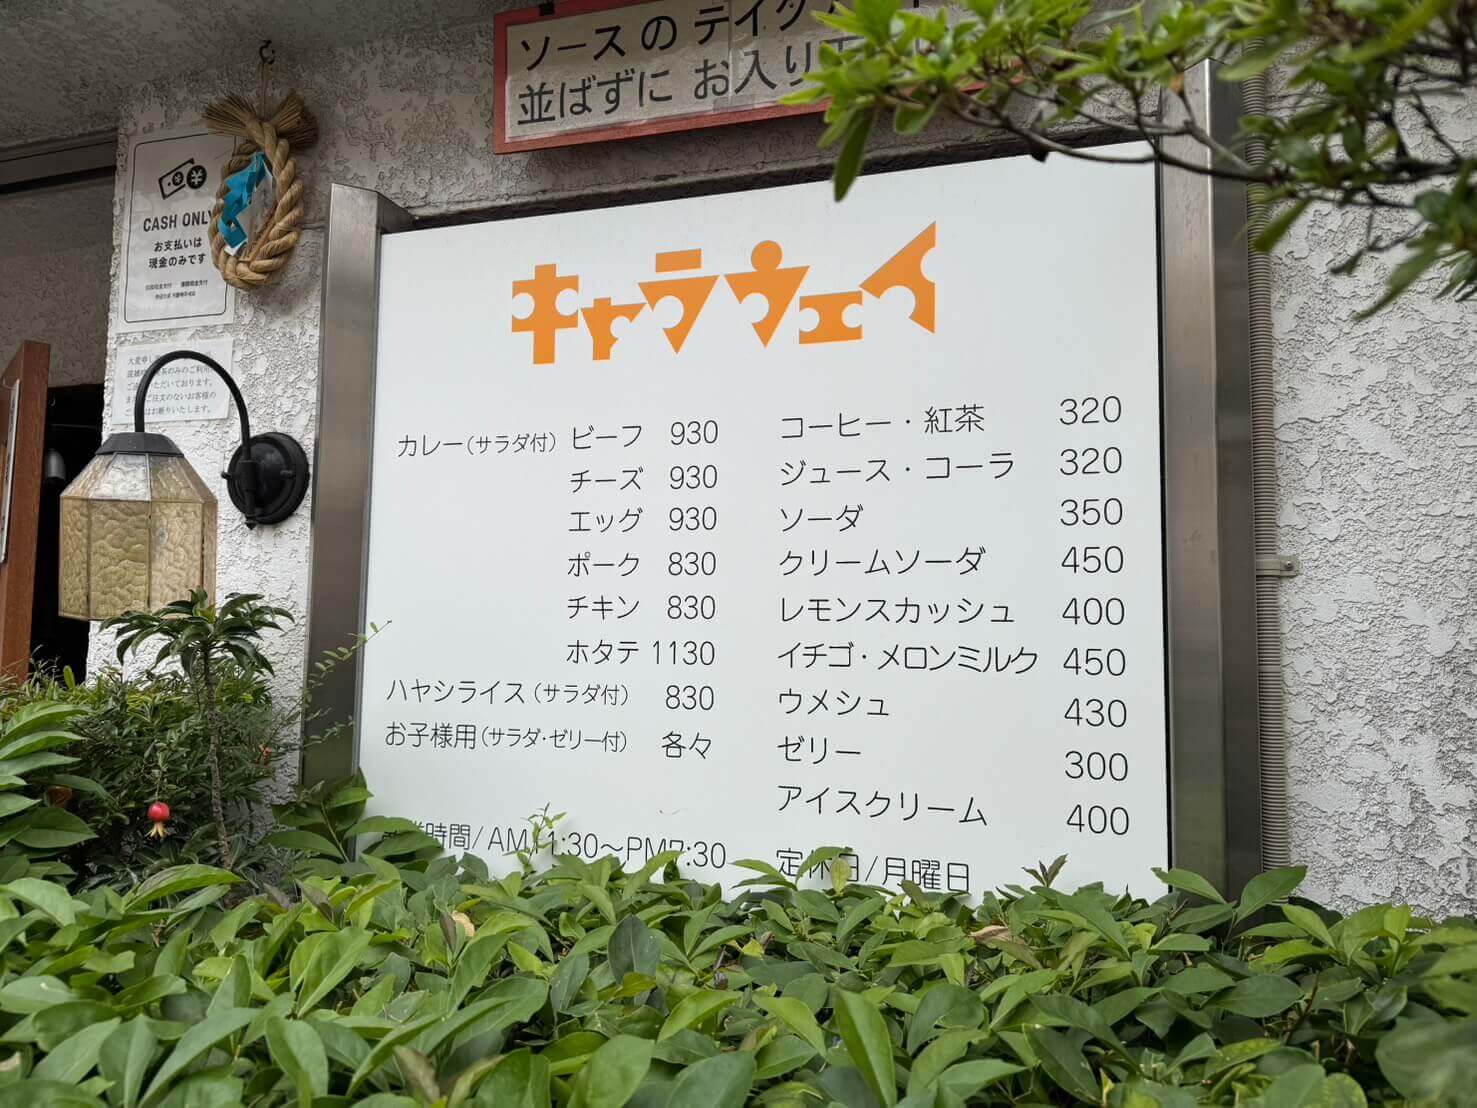 ソースのテイクアウト
並ばずに お入り下
CASH ONLY
お支払いは
現金のみです
キャラウェイ
カレー(サラダ付) ビーフ 930
チーズ 930
エッグ 930
ポーク 830
チキン 830
ホタテ 1130
ハヤシライス(サラダ付) 830
お子様用(サラダ・ゼリー付) 各々
コーヒー・紅茶 320
ジュース・コーラ 320
ソーダ 350
クリームソーダ 450
レモンスカッシュ 400
イチゴ・メロンミルク 450
ウメシュ 430
ゼリー 300
アイスクリーム 400
営業時間/AM11:30〜PM7:30
定休日/月曜日